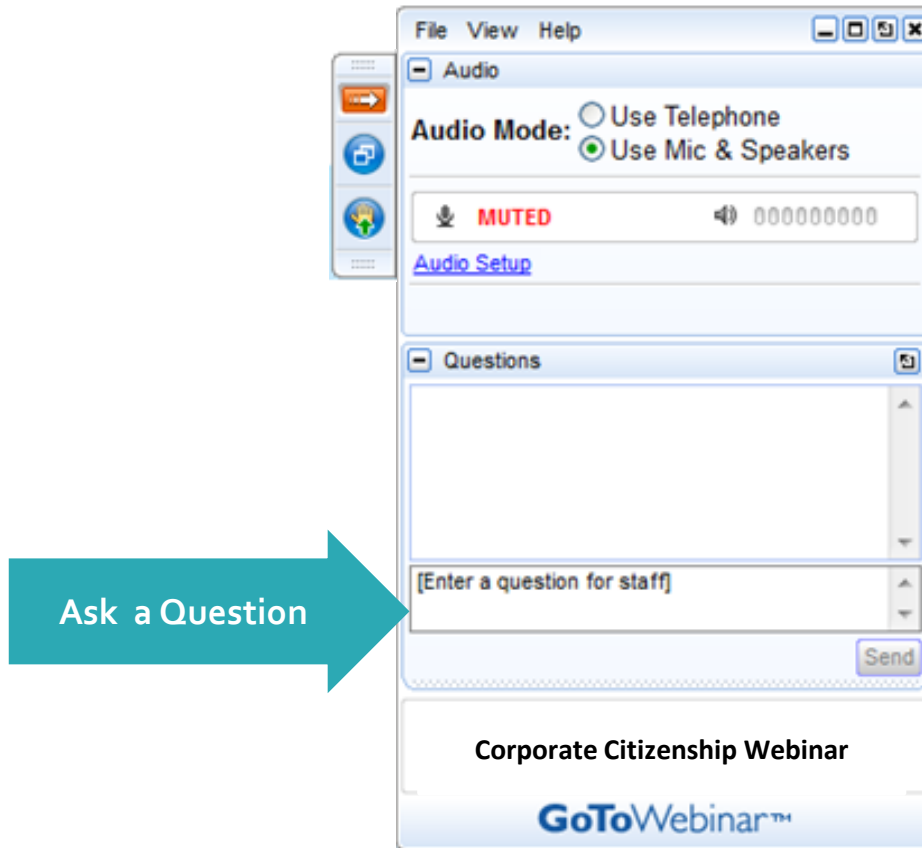 File View Help
Audio
Audio Mode: Use Telephone
Use Mic & Speakers
MUTED 000000000
Audio Setup
Questions
[Enter a question for staff]
Ask a Question
Send
Corporate Citizenship Webinar
GoToWebinar™